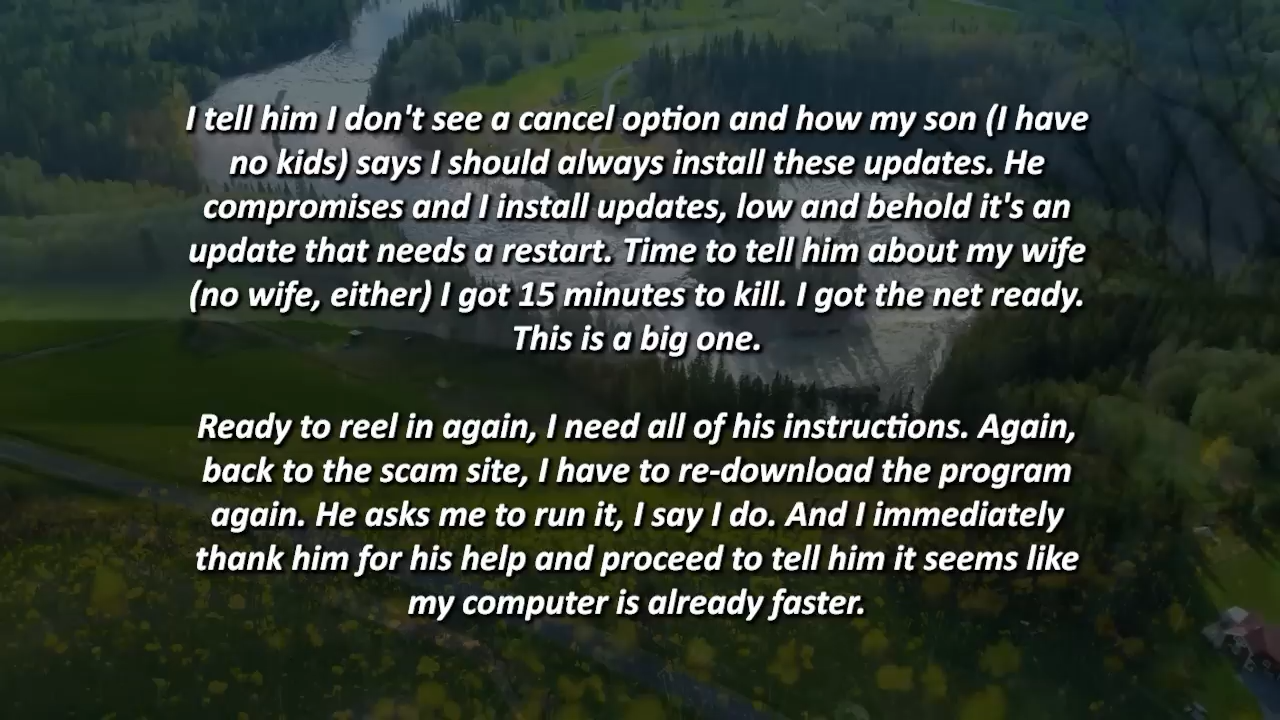 I tell him I don't see a cancel option and how my son (I have
no kids) says I should always install these updates. He
compromises and I install updates, low and behold it's an
update that needs a restart. Time to tell him about my wife
(no wife, either) I got 15 minutes to kill. I got the net ready.
This is a big one.
Ready to reel in again, I need all of his instructions. Again,
back to the scam site, I have to re-download the program
again. He asks me to run it, I say I do. And I immediately
thank him for his help and proceed to tell him it seems like
my computer is already faster.